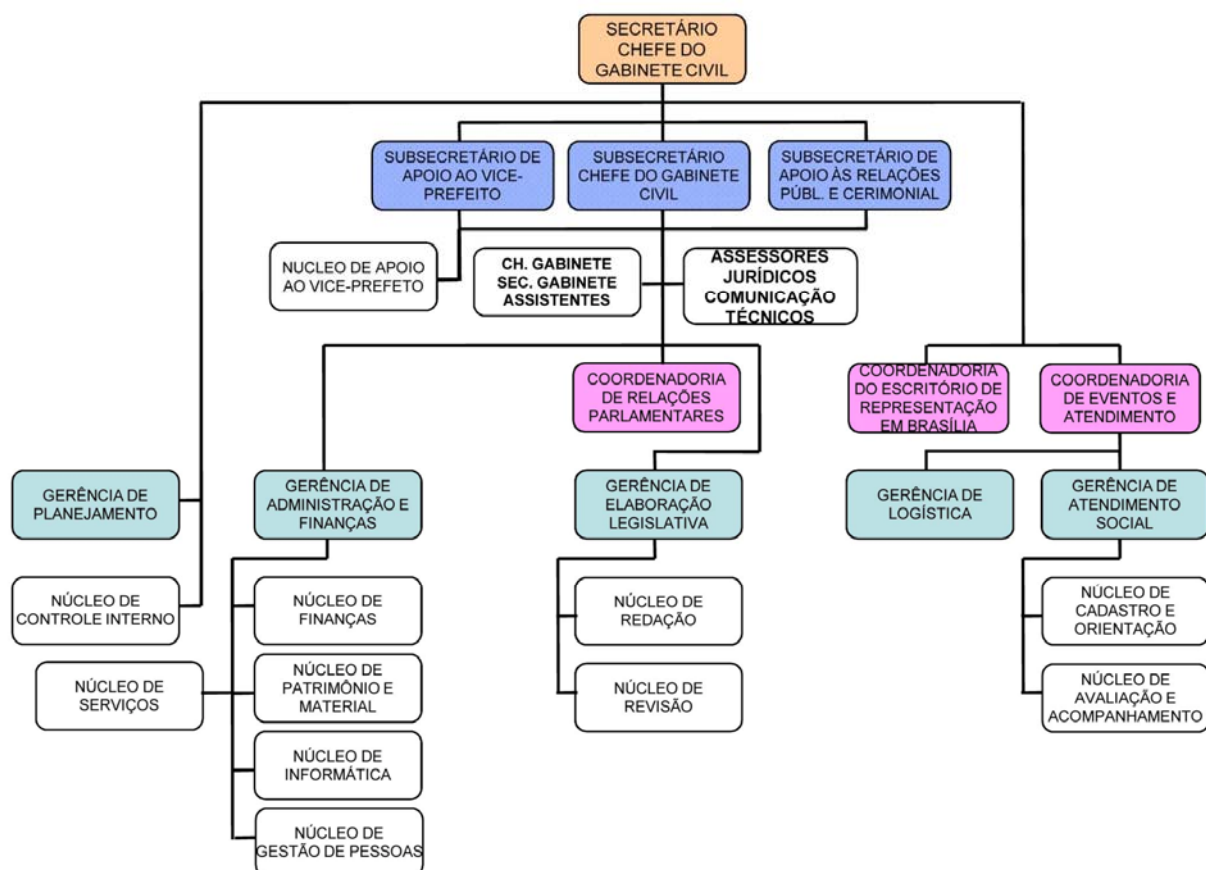 SECRETÁRIO
CHEFE DO
GABINETE CIVIL
SUBSECRETÁRIO DE
APOIO AO VICE-
PREFEITO
SUBSECRETÁRIO
CHEFE DO GABINETE
CIVIL
SUBSECRETÁRIO DE
APOIO ÀS RELAÇÕES
PÚBL. E CERIMONIAL
NUCLEO DE APOIO
AO VICE-PREFETO
CH. GABINETE
SEC. GABINETE
ASSISTENTES
ASSESSORES
JURÍDICOS
COMUNICAÇÃO
TÉCNICOS
COORDENADORIA
DE RELAÇÕES
PARLAMENTARES
COORDENADORIA
DO ESCRITÓRIO DE
REPRESENTAÇÃO
EM BRASÍLIA
COORDENADORIA
DE EVENTOS E
ATENDIMENTO
GERÊNCIA DE
PLANEJAMENTO
GERÊNCIA DE
ADMINISTRAÇÃO E
FINANÇAS
GERÊNCIA DE
ELABORAÇÃO
LEGISLATIVA
GERÊNCIA DE
LOGÍSTICA
GERÊNCIA DE
ATENDIMENTO
SOCIAL
NÚCLEO DE
CONTROLE INTERNO
NÚCLEO DE
FINANÇAS
NÚCLEO DE
REDAÇÃO
NÚCLEO DE
CADASTRO E
ORIENTAÇÃO
NÚCLEO DE
SERVIÇOS
NÚCLEO DE
PATRIMÔNIO E
MATERIAL
NÚCLEO DE
REVISÃO
NÚCLEO DE
AVALIAÇÃO E
ACOMPANHAMENTO
NÚCLEO DE
INFORMÁTICA
NÚCLEO DE
GESTÃO DE PESSOAS